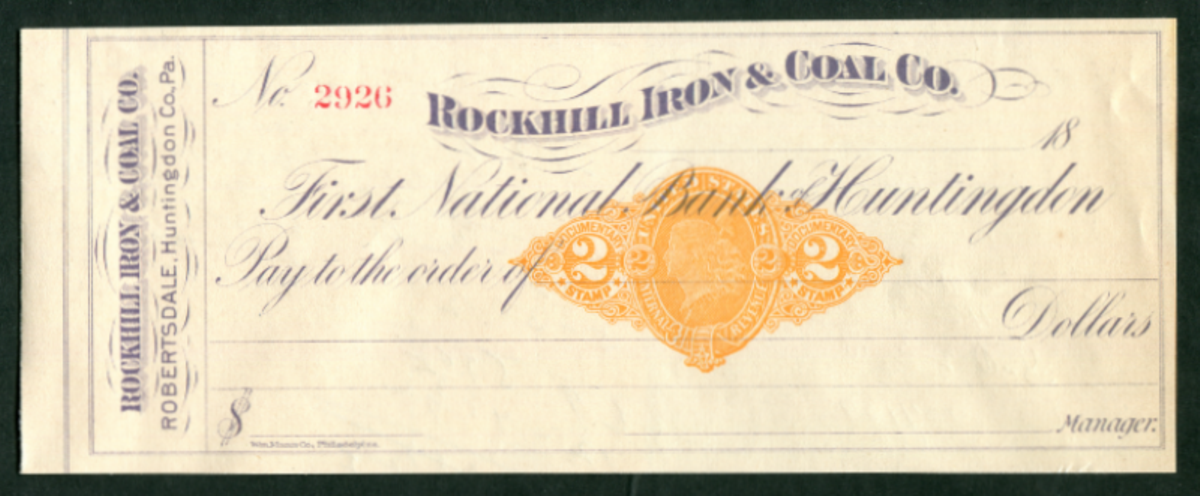 ROCKHILL IRON & COAL CO.
ROBERTSDALE, Huntingdon Co. Pa.
No. 2926
ROCKHILL IRON & COAL CO.
18
First National Bank of Huntingdon
Pay to the order of
DOCUMENTARY
2
STAMP
2
2
DOCUMENTARY
2
STAMP
Dollars
$
Manager.